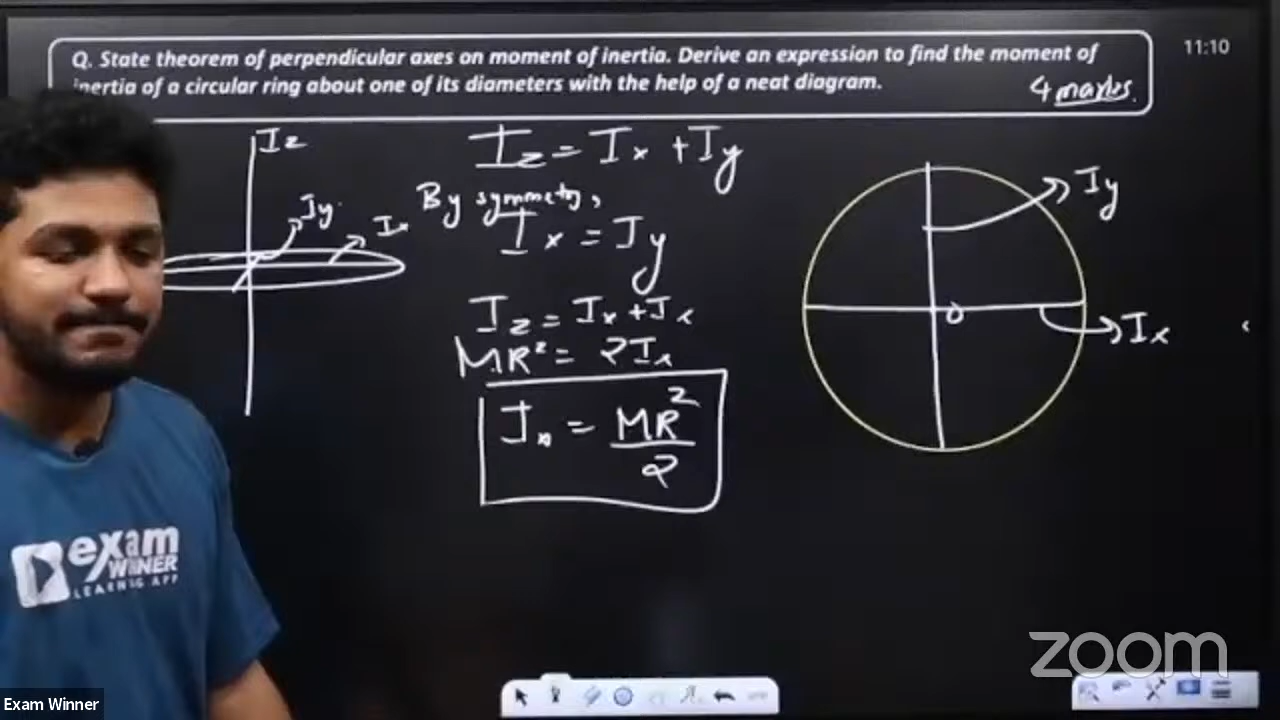 Q. State theorem of perpendicular axes on moment of inertia. Derive an expression to find the moment of
inertia of a circular ring about one of its diameters with the help of a neat diagram.
4 marks.
11:10
Iz
Iy
Ix
Iz = Ix + Iy
By symmetry,
Ix = Iy
Iz = Ix + Ix
MR² = 2Ix
Ix = MR²
2
Iy
O
Ix
exam
WINNER
LEARNING APP
zoom
Exam Winner